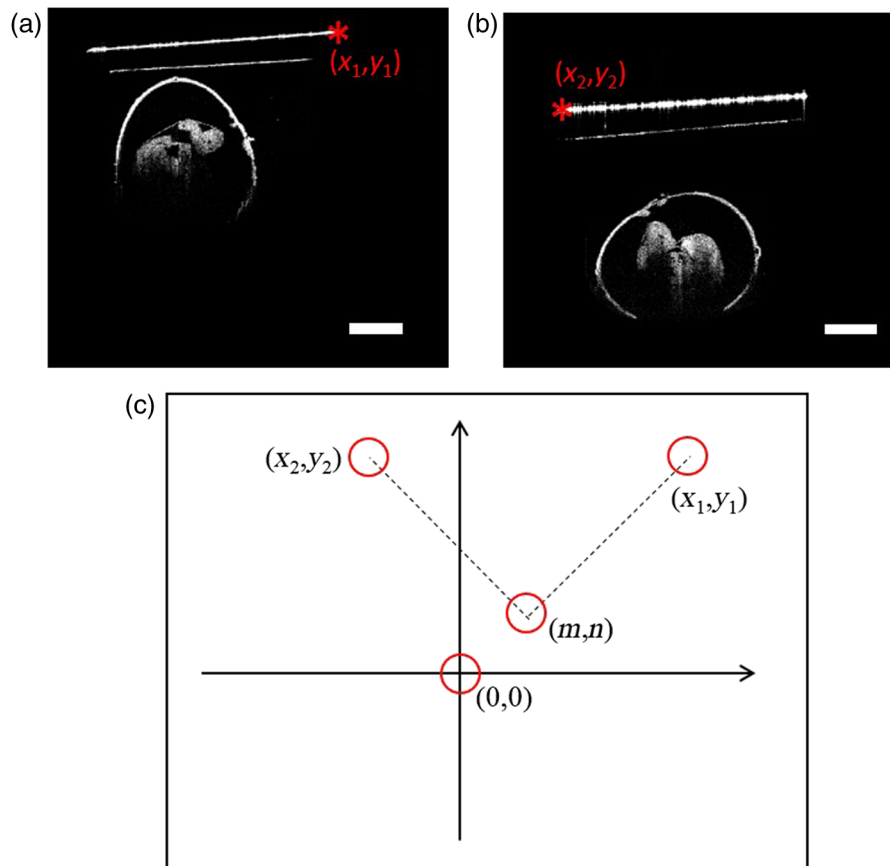 (a)
(x₁,y₁)
(b)
(x₂,y₂)
(c)
(x₂,y₂)
(x₁,y₁)
(m,n)
(0,0)